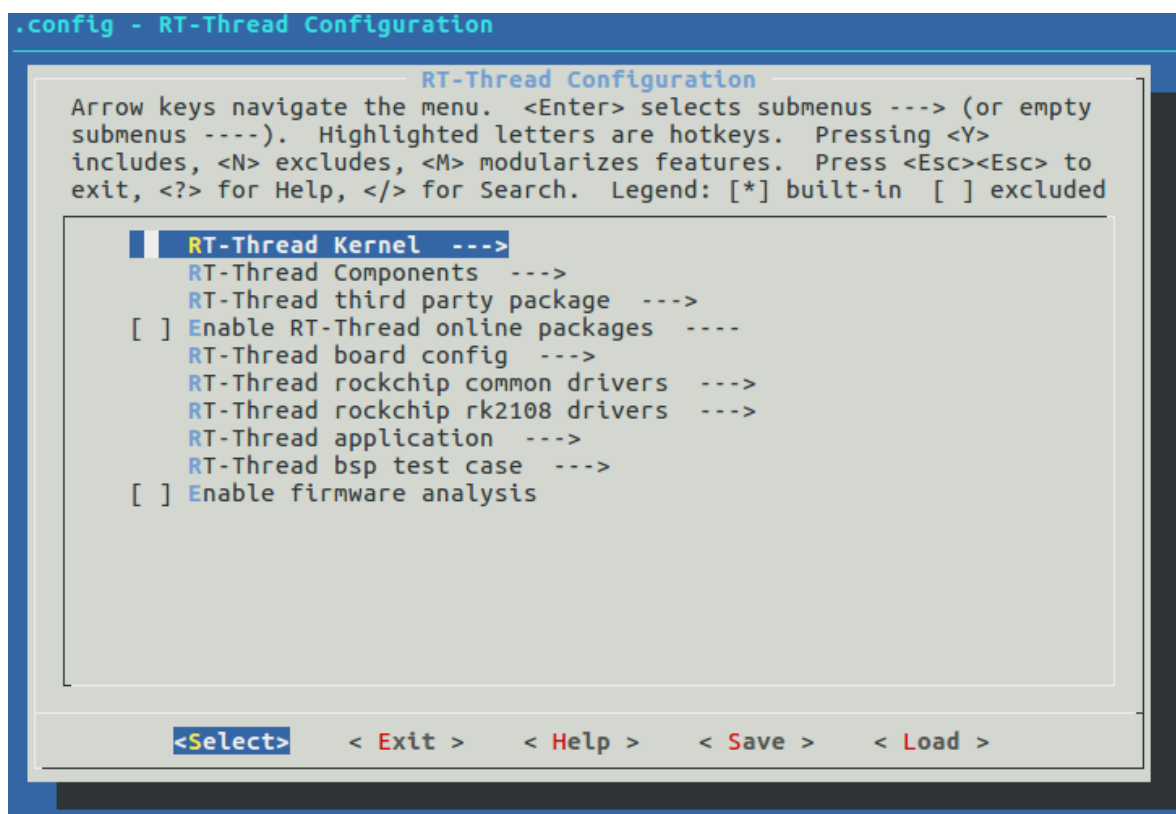 .config - RT-Thread Configuration
RT-Thread Configuration
Arrow keys navigate the menu.  <Enter> selects submenus ---> (or empty
submenus ----).  Highlighted letters are hotkeys.  Pressing <Y>
includes, <N> excludes, <M> modularizes features.  Press <Esc><Esc> to
exit, <?> for Help, </> for Search.  Legend: [*] built-in  [ ] excluded
RT-Thread Kernel  --->
RT-Thread Components  --->
RT-Thread third party package  --->
[ ] Enable RT-Thread online packages  ----
RT-Thread board config  --->
RT-Thread rockchip common drivers  --->
RT-Thread rockchip rk2108 drivers  --->
RT-Thread application  --->
RT-Thread bsp test case  --->
[ ] Enable firmware analysis
<Select>    < Exit >    < Help >    < Save >    < Load >